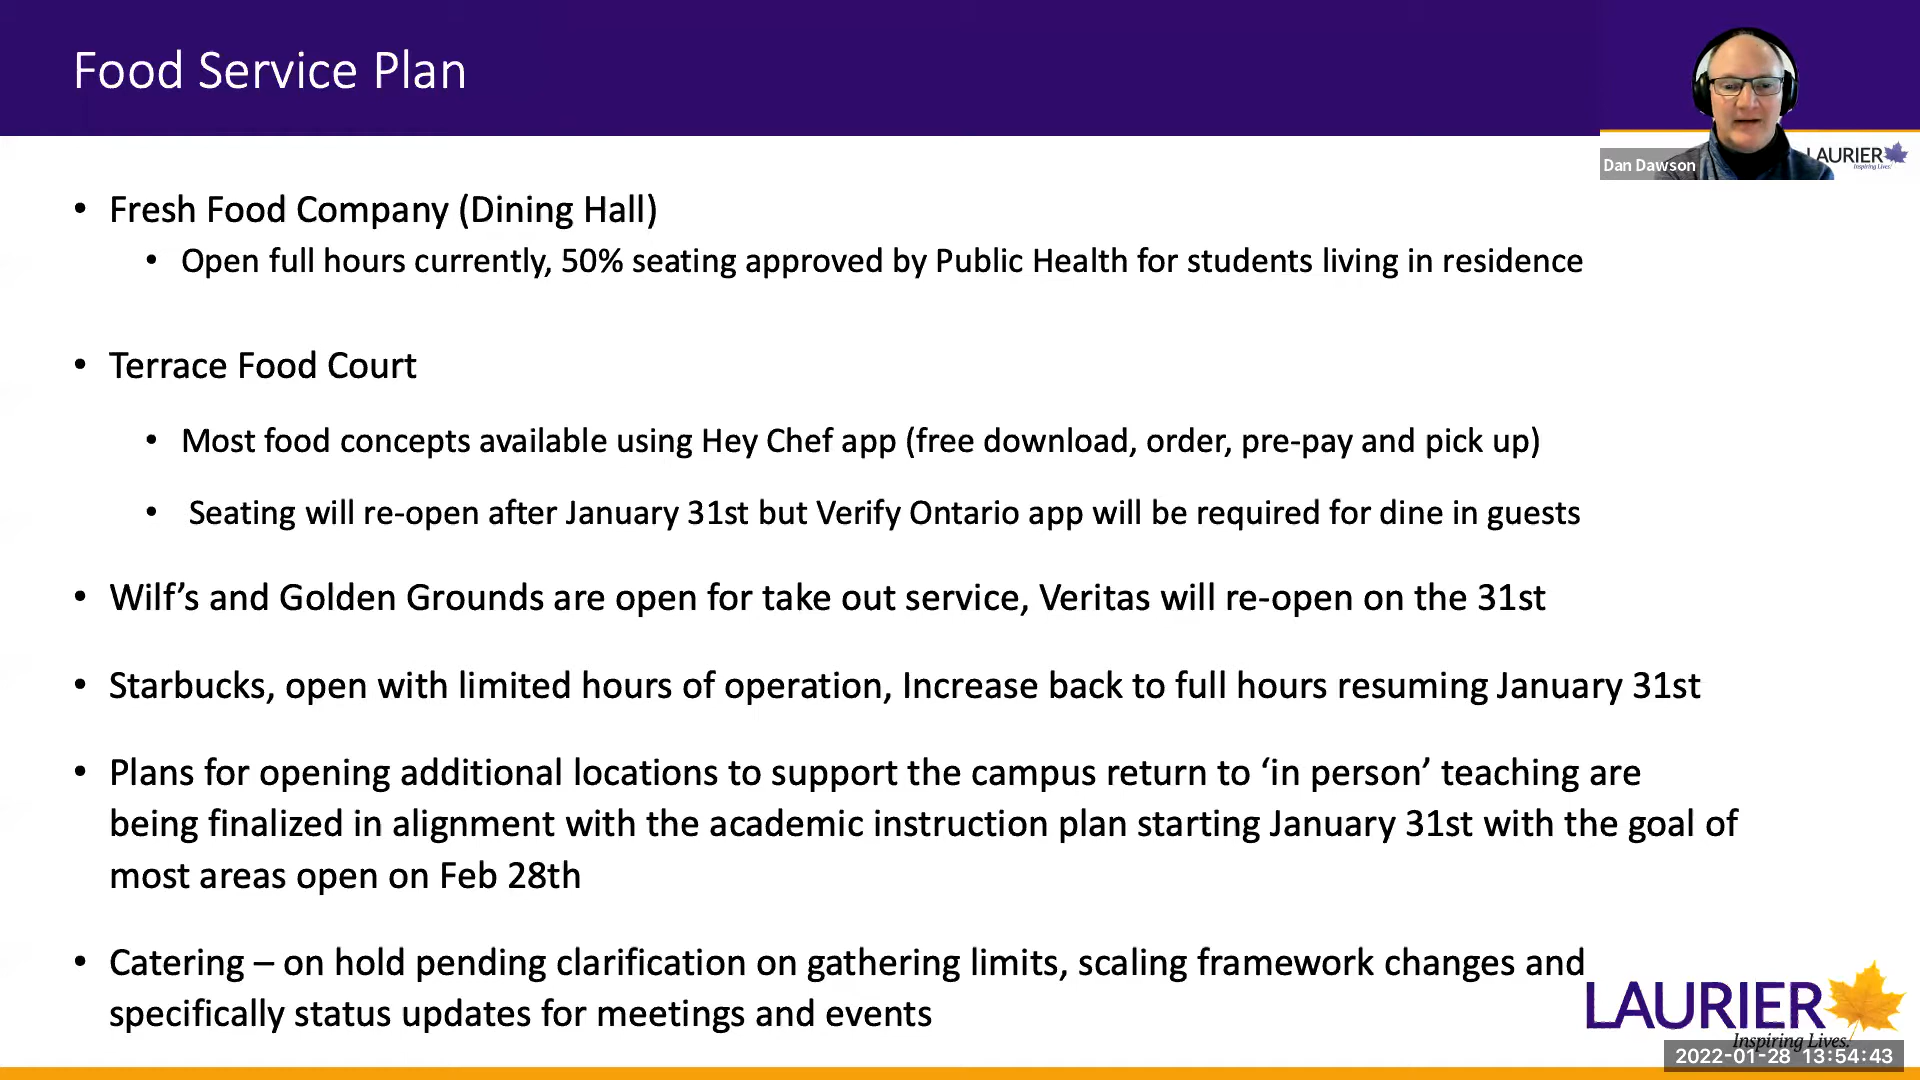 Food Service Plan
Dan Dawson
LAURIER
Inspiring Lives.
• Fresh Food Company (Dining Hall)
• Open full hours currently, 50% seating approved by Public Health for students living in residence
• Terrace Food Court
• Most food concepts available using Hey Chef app (free download, order, pre-pay and pick up)
• Seating will re-open after January 31st but Verify Ontario app will be required for dine in guests
• Wilf’s and Golden Grounds are open for take out service, Veritas will re-open on the 31st
• Starbucks, open with limited hours of operation, Increase back to full hours resuming January 31st
• Plans for opening additional locations to support the campus return to ‘in person’ teaching are
being finalized in alignment with the academic instruction plan starting January 31st with the goal of
most areas open on Feb 28th
• Catering – on hold pending clarification on gathering limits, scaling framework changes and
specifically status updates for meetings and events
LAURIER
Inspiring Lives.
2022-01-28 13:54:43